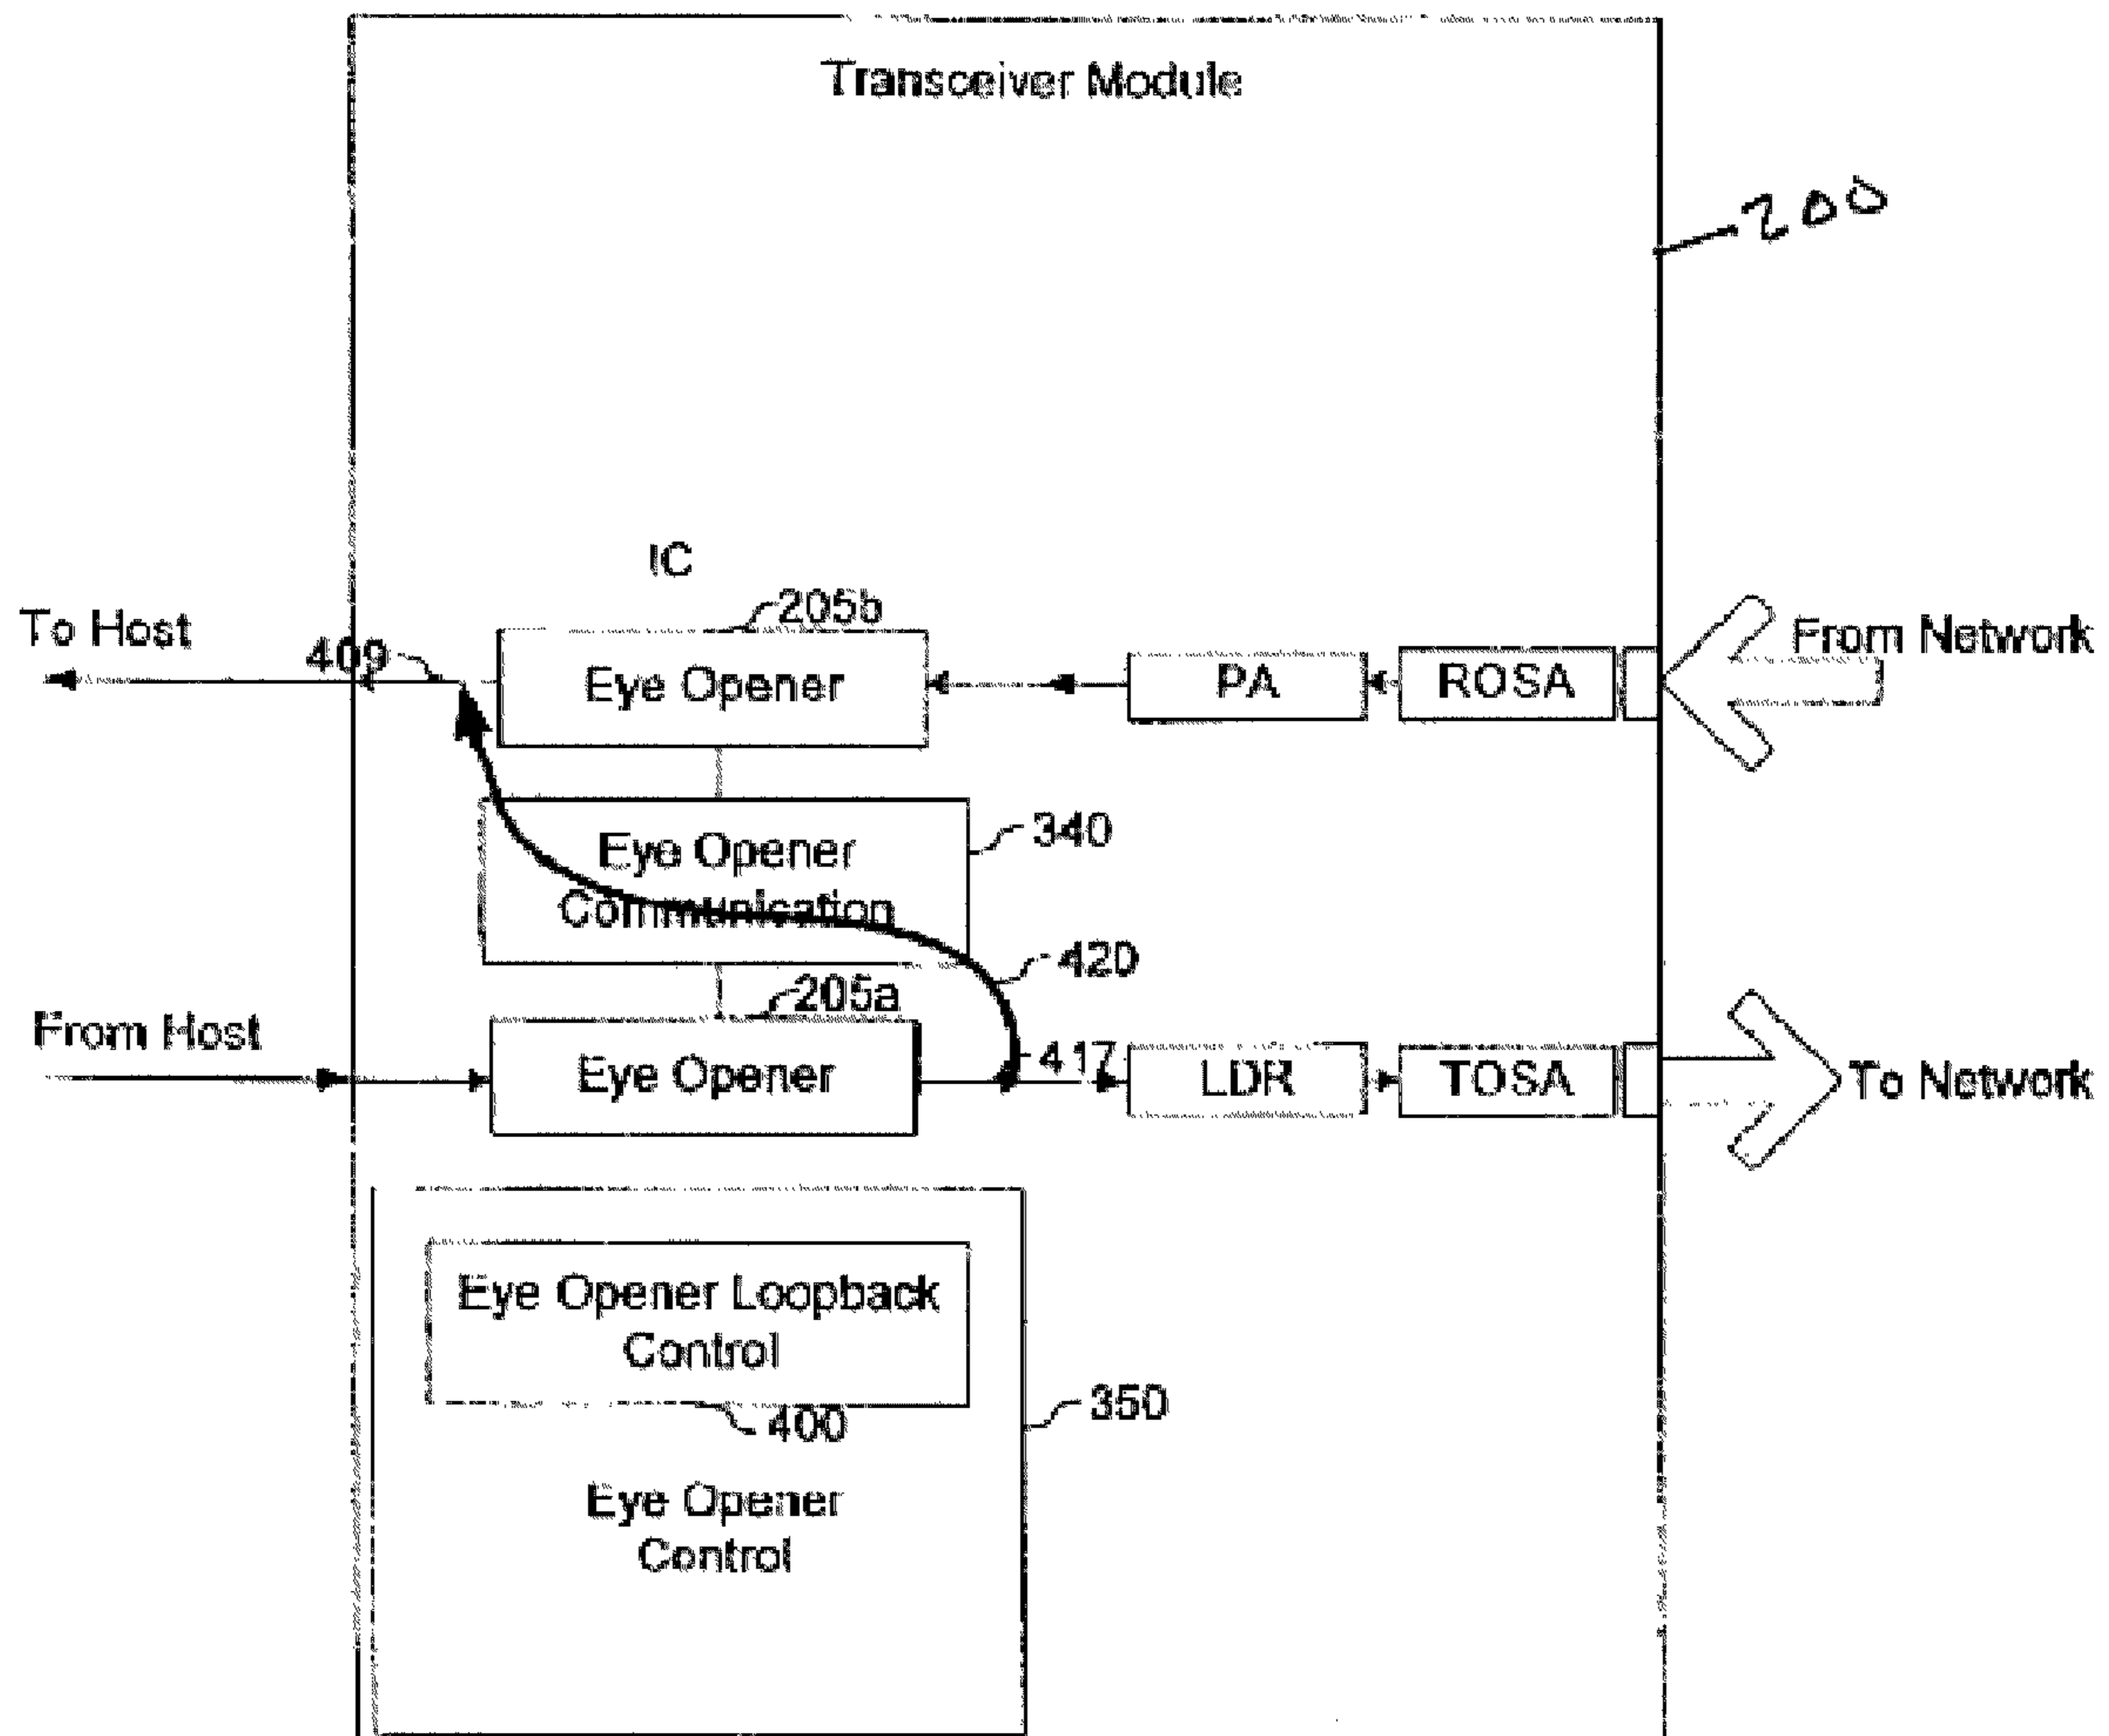 Transceiver Module
200
IC
205b
To Host
409
Eye Opener
PA
ROSA
From Network
Eye Opener
Communication
340
420
205a
From Host
Eye Opener
417
LDR
TOSA
To Network
Eye Opener Loopback
Control
400
350
Eye Opener
Control